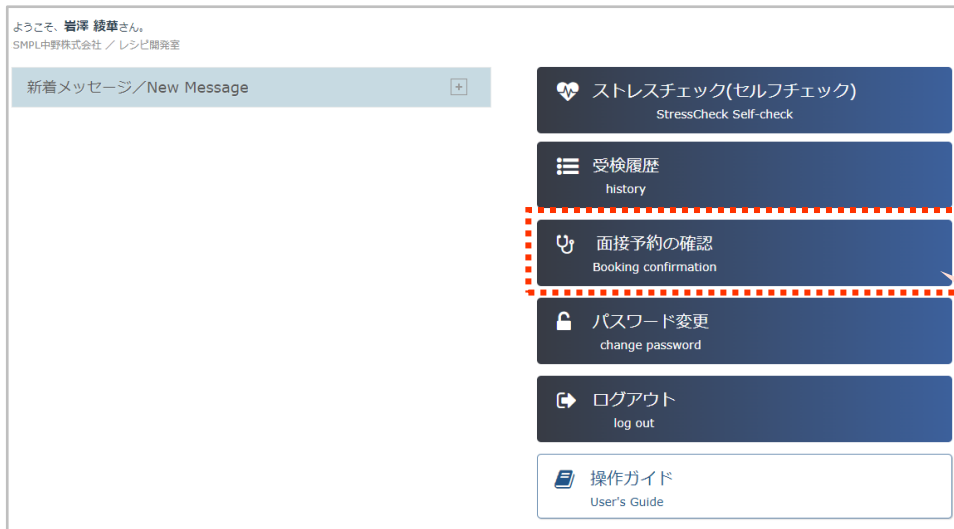 ようこそ、岩澤 綾華さん。
SMPL中野株式会社 ／ レシピ開発室
新着メッセージ／New Message
ストレスチェック(セルフチェック)
StressCheck Self-check
受検履歴
history
面接予約の確認
Booking confirmation
パスワード変更
change password
ログアウト
log out
操作ガイド
User's Guide